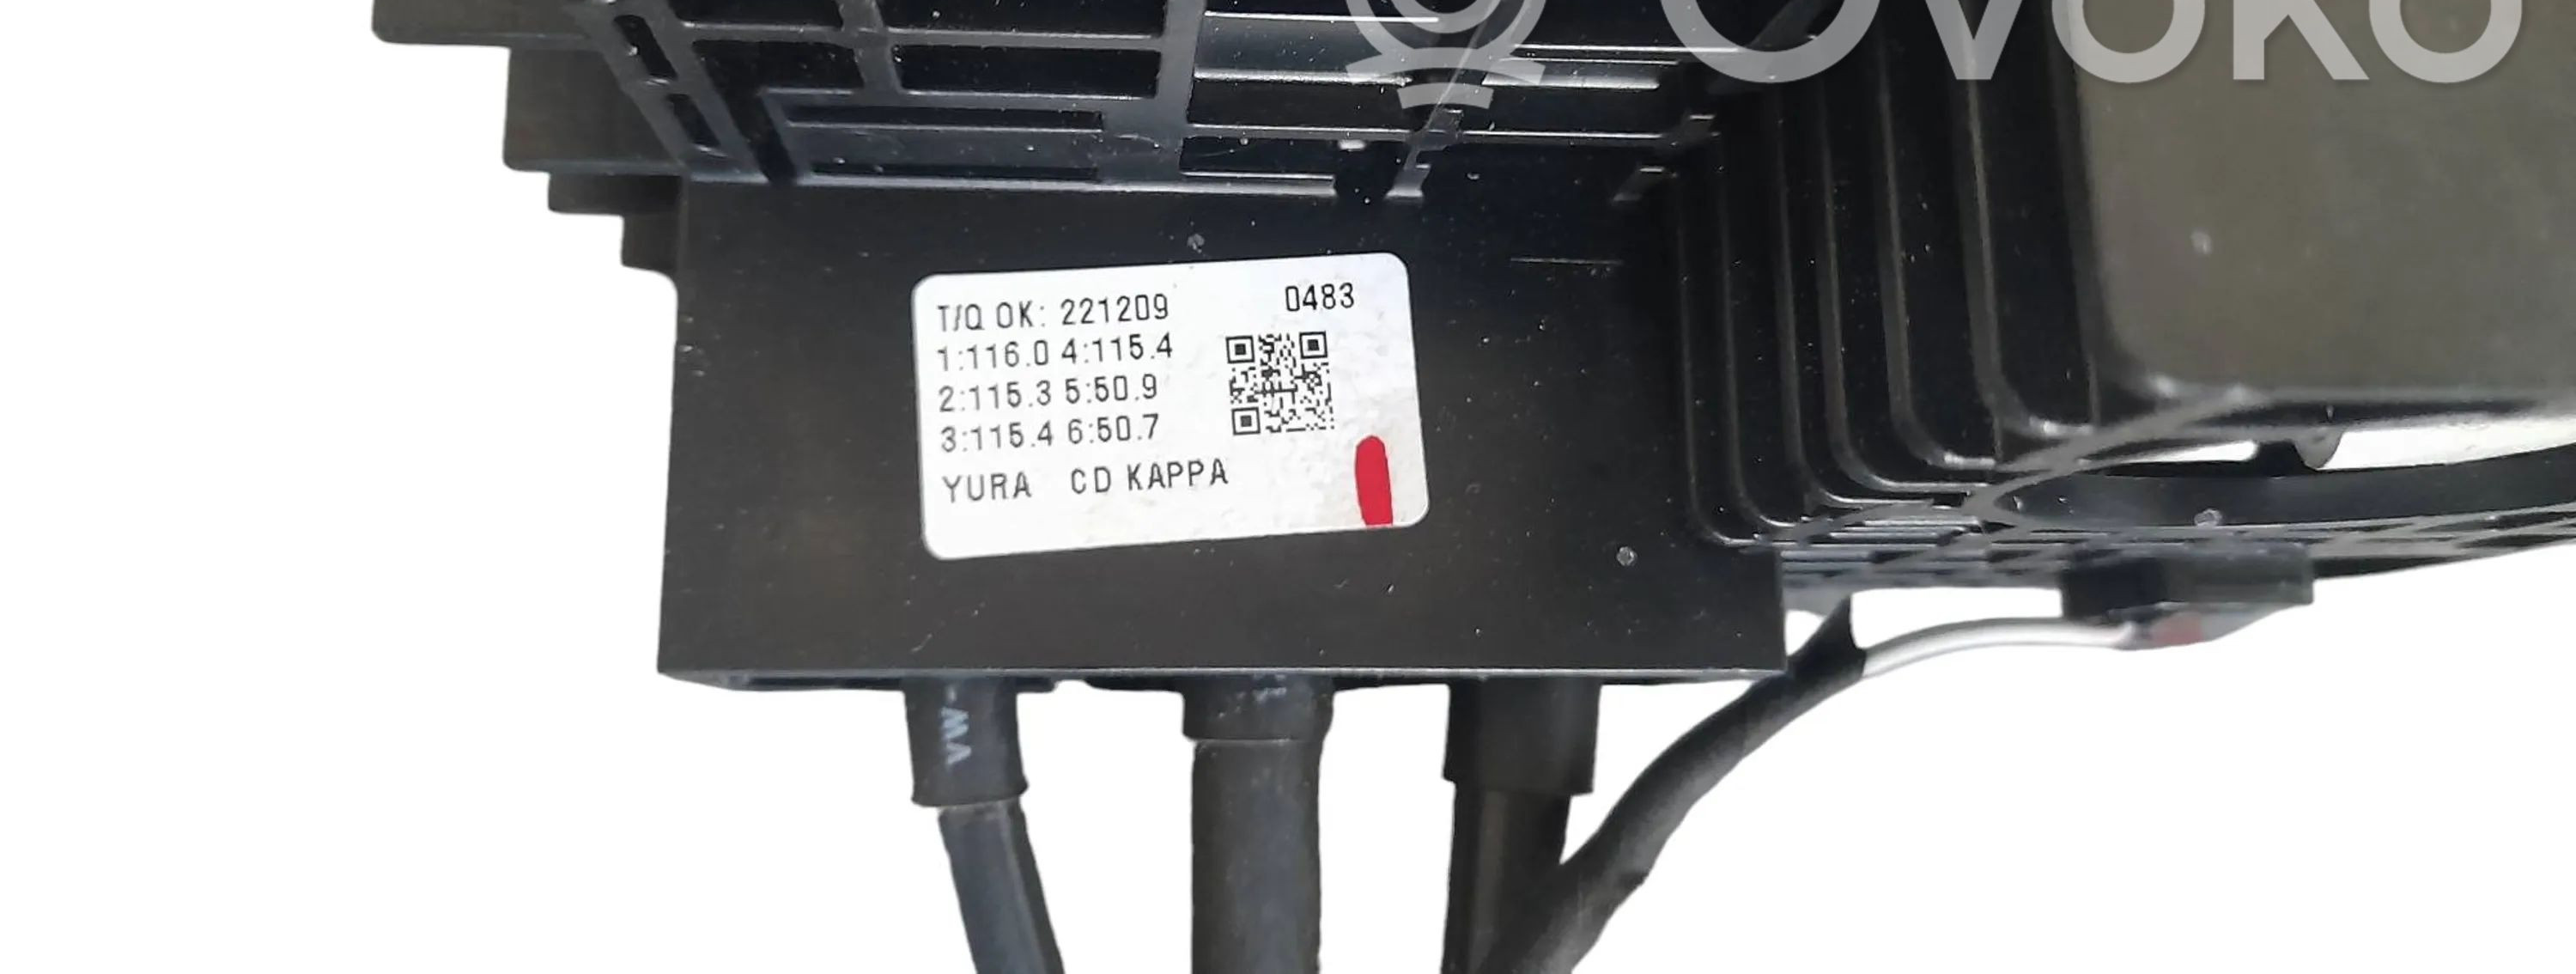 OVOKO
T/Q OK: 221209 0483
1:116.0 4:115.4
2:115.3 5:50.9
3:115.4 6:50.7
YURA CD KAPPA
VW-